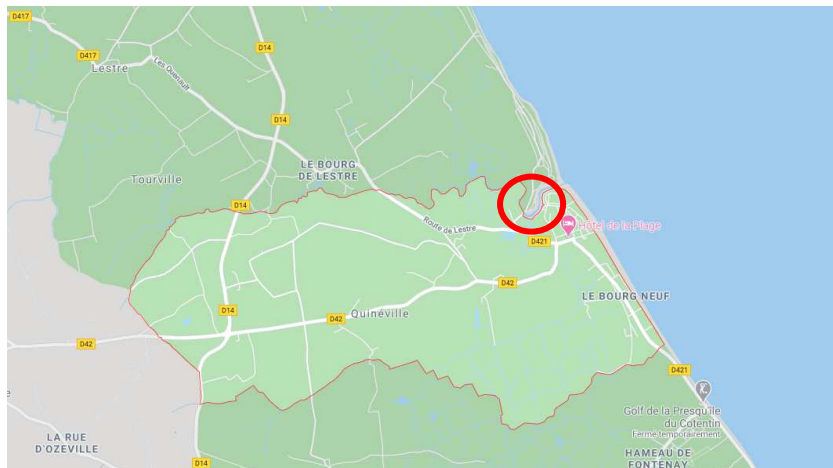 D417
D14
D417
Lestre
Les Quenault
D14
LE BOURG
DE LESTRE
Tourville
D14
Route de Lestre
Hôtel de la Plage
D421
D42
LE BOURG NEUF
D14
D42
Quinéville
D42
D421
Golf de la Presqu'île
du Cotentin
Ferme temporairement
LA RUE
D'OZEVILLE
HAMEAU DE
FONTENAY
D14